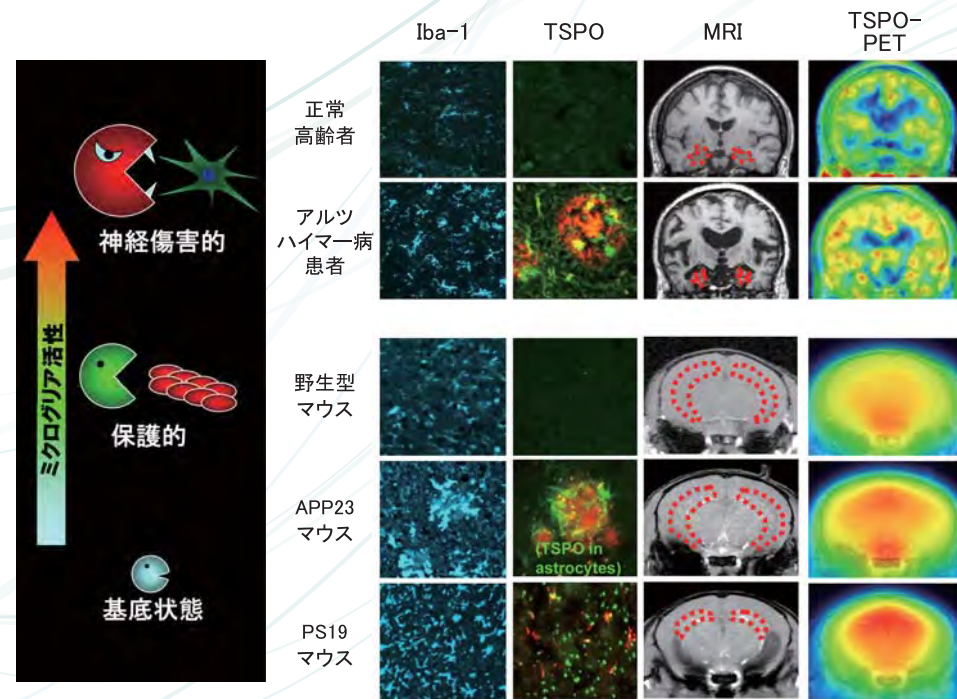 Iba-1
TSPO
MRI
TSPO-
PET
神経傷害的
保護的
基底状態
ミクログリア活性
正常
高齢者
アルツ
ハイマー病
患者
野生型
マウス
APP23
マウス
(TSPO in
astrocytes)
PS19
マウス